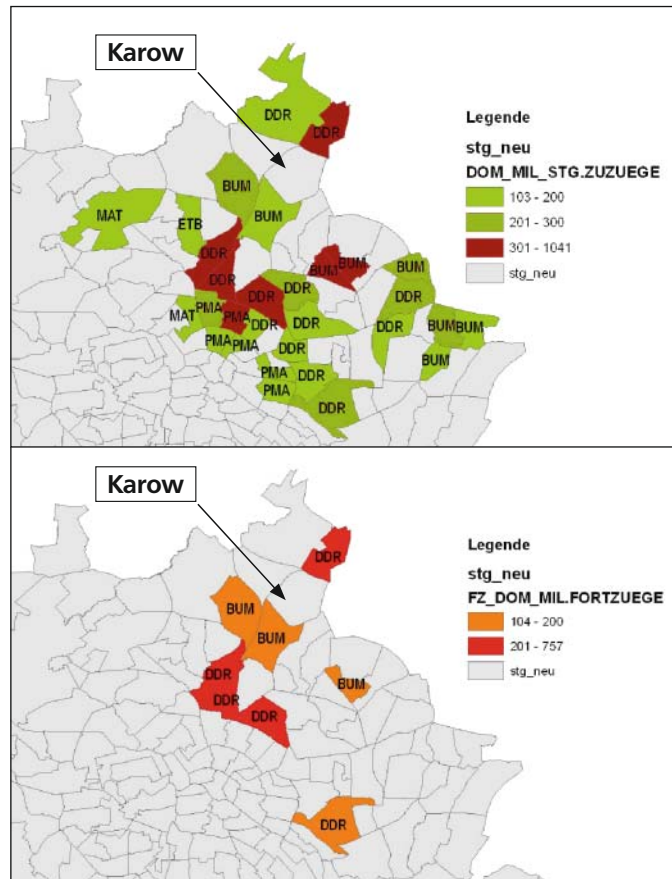 Karow
Legende
stg_neu
DOM_MIL_STG.ZUZUEGE
103 - 200
201 - 300
301 - 1041
stg_neu
DDR
DDR
BUM
BUM
MAT
ETB
DDR
DDR
BUM
BUM
BUM
DDR
DDR
DDR
MAT
PMA
PMA
DDR
DDR
DDR
BUM
BUM
BUM
PMA
PMA
DDR
PMA
PMA
DDR
DDR
Karow
Legende
stg_neu
FZ_DOM_MIL.FORTZUEGE
104 - 200
201 - 757
stg_neu
DDR
BUM
BUM
DDR
DDR
DDR
BUM
DDR